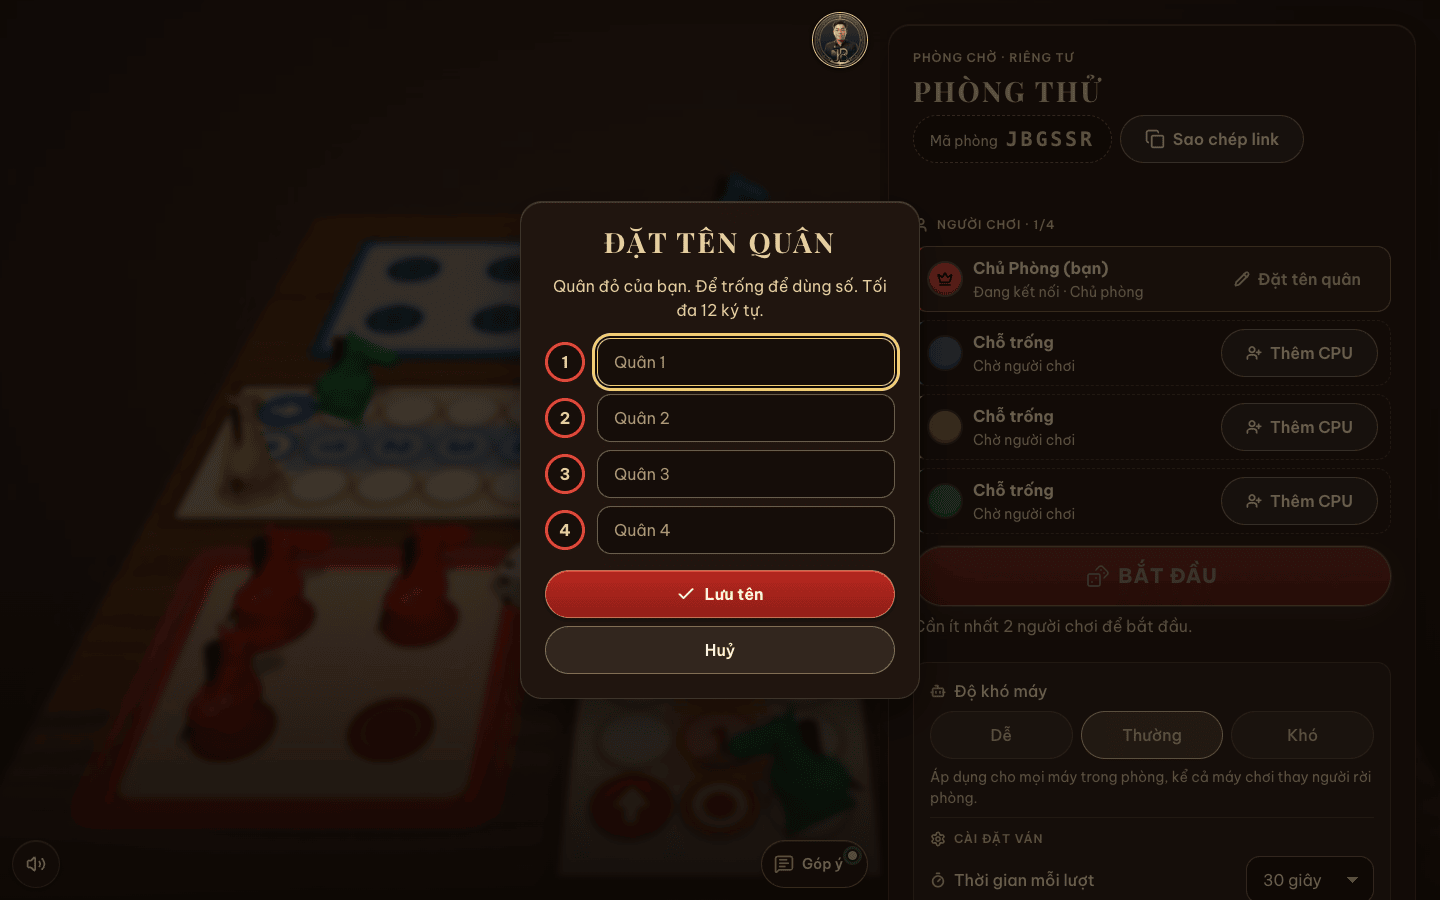 PHÒNG CHỜ · RIÊNG TƯ
PHÒNG THỬ
Mã phòng JBGSSR
Sao chép link
NGƯỜI CHƠI · 1/4
Chủ Phòng (bạn)
Đang kết nối · Chủ phòng
Đặt tên quân
Chỗ trống
Chờ người chơi
Thêm CPU
Chỗ trống
Chờ người chơi
Thêm CPU
Chỗ trống
Chờ người chơi
Thêm CPU
BẮT ĐẦU
Cần ít nhất 2 người chơi để bắt đầu.
Độ khó máy
Dễ
Thường
Khó
Áp dụng cho mọi máy trong phòng, kể cả máy chơi thay người rời
phòng.
CÀI ĐẶT VÁN
Thời gian mỗi lượt
30 giây
ĐẶT TÊN QUÂN
Quân đỏ của bạn. Để trống để dùng số. Tối
đa 12 ký tự.
1 Quân 1
2 Quân 2
3 Quân 3
4 Quân 4
Lưu tên
Huỷ
Góp ý